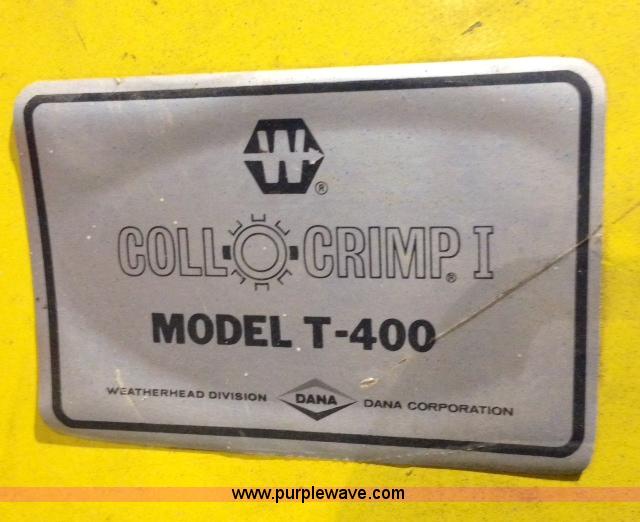 W®
COLL-O-CRIMP® I
MODEL T-400
WEATHERHEAD DIVISION DANA DANA CORPORATION
www.purplewave.com